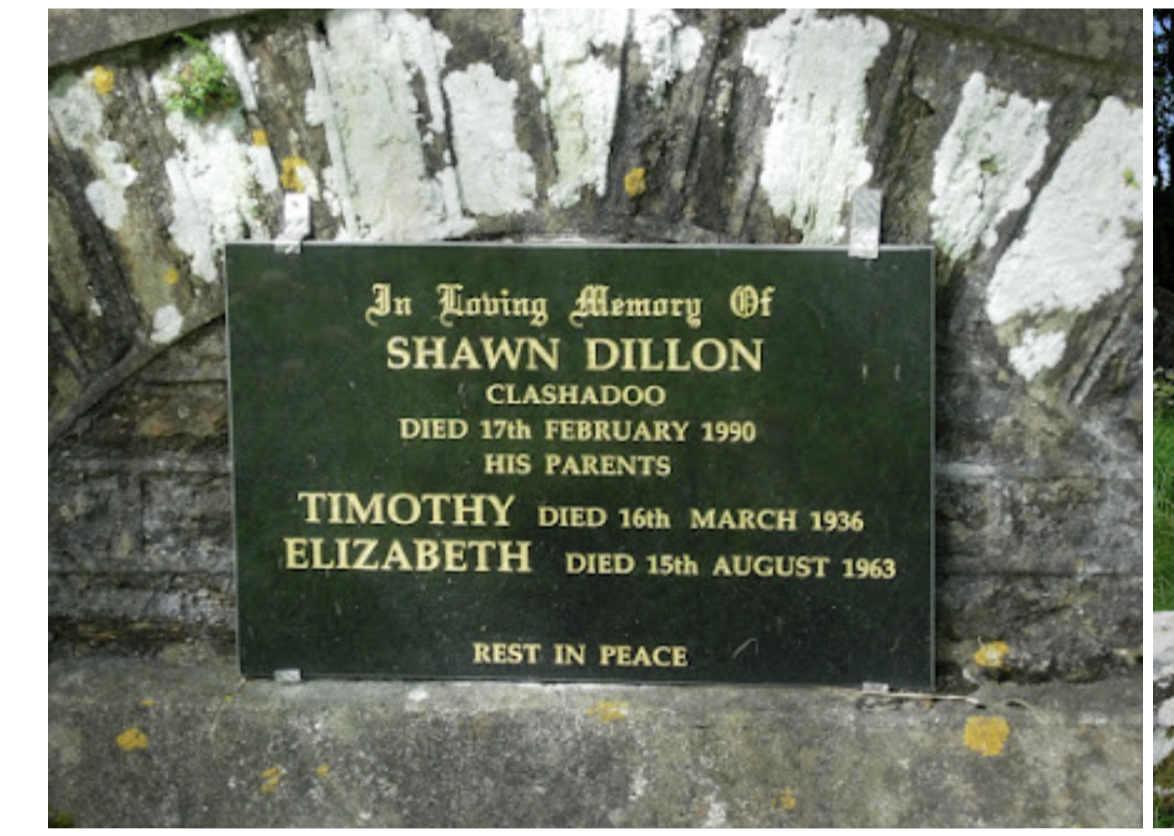 In Loving Memory Of
SHAWN DILLON
CLASHADOO
DIED 17th FEBRUARY 1990
HIS PARENTS
TIMOTHY DIED 16th MARCH 1936
ELIZABETH DIED 15th AUGUST 1963
REST IN PEACE